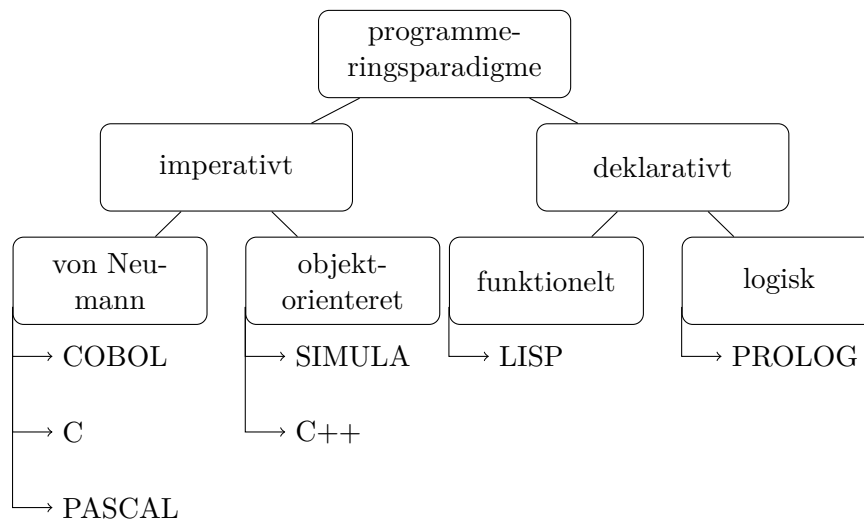 programme-
ringsparadigme
imperativt
deklarativt
von Neu-
mann
objekt-
orienteret
funktionelt
logisk
COBOL
SIMULA
LISP
PROLOG
C
C++
PASCAL